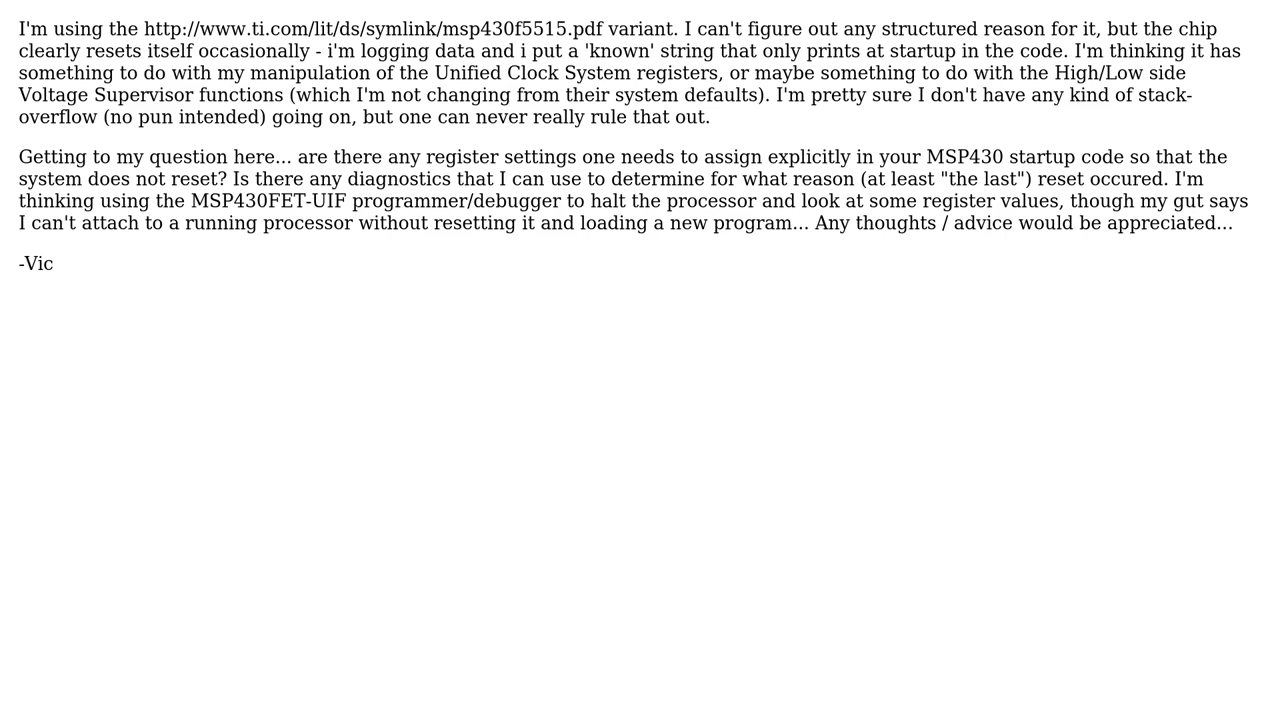 I'm using the http://www.ti.com/lit/ds/symlink/msp430f5515.pdf variant. I can't figure out any structured reason for it, but the chip
clearly resets itself occasionally - i'm logging data and i put a 'known' string that only prints at startup in the code. I'm thinking it has
something to do with my manipulation of the Unified Clock System registers, or maybe something to do with the High/Low side
Voltage Supervisor functions (which I'm not changing from their system defaults). I'm pretty sure I don't have any kind of stack-
overflow (no pun intended) going on, but one can never really rule that out.
Getting to my question here... are there any register settings one needs to assign explicitly in your MSP430 startup code so that the
system does not reset? Is there any diagnostics that I can use to determine for what reason (at least "the last") reset occured. I'm
thinking using the MSP430FET-UIF programmer/debugger to halt the processor and look at some register values, though my gut says
I can't attach to a running processor without resetting it and loading a new program... Any thoughts / advice would be appreciated...
-Vic